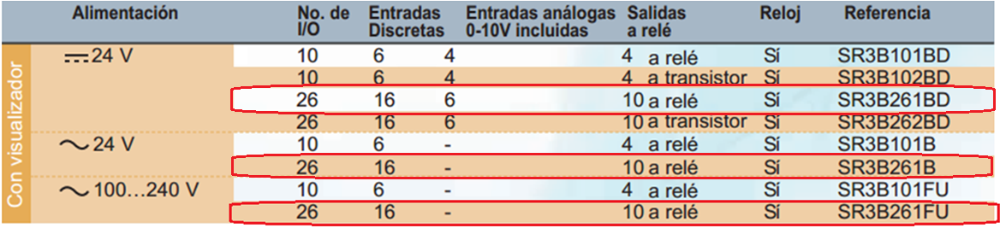 Alimentación No. de I/O Entradas Discretas Entradas análogas 0-10V incluidas Salidas a relé Reloj Referencia
Con visualizador
24 V 10 6 4 4 a relé Sí SR3B101BD
10 6 4 4 a transistor Sí SR3B102BD
26 16 6 10 a relé Sí SR3B261BD
26 16 6 10 a transistor Sí SR3B262BD
24 V 10 6 - 4 a relé Sí SR3B101B
26 16 - 10 a relé Sí SR3B261B
100...240 V 10 6 - 4 a relé Sí SR3B101FU
26 16 - 10 a relé Sí SR3B261FU